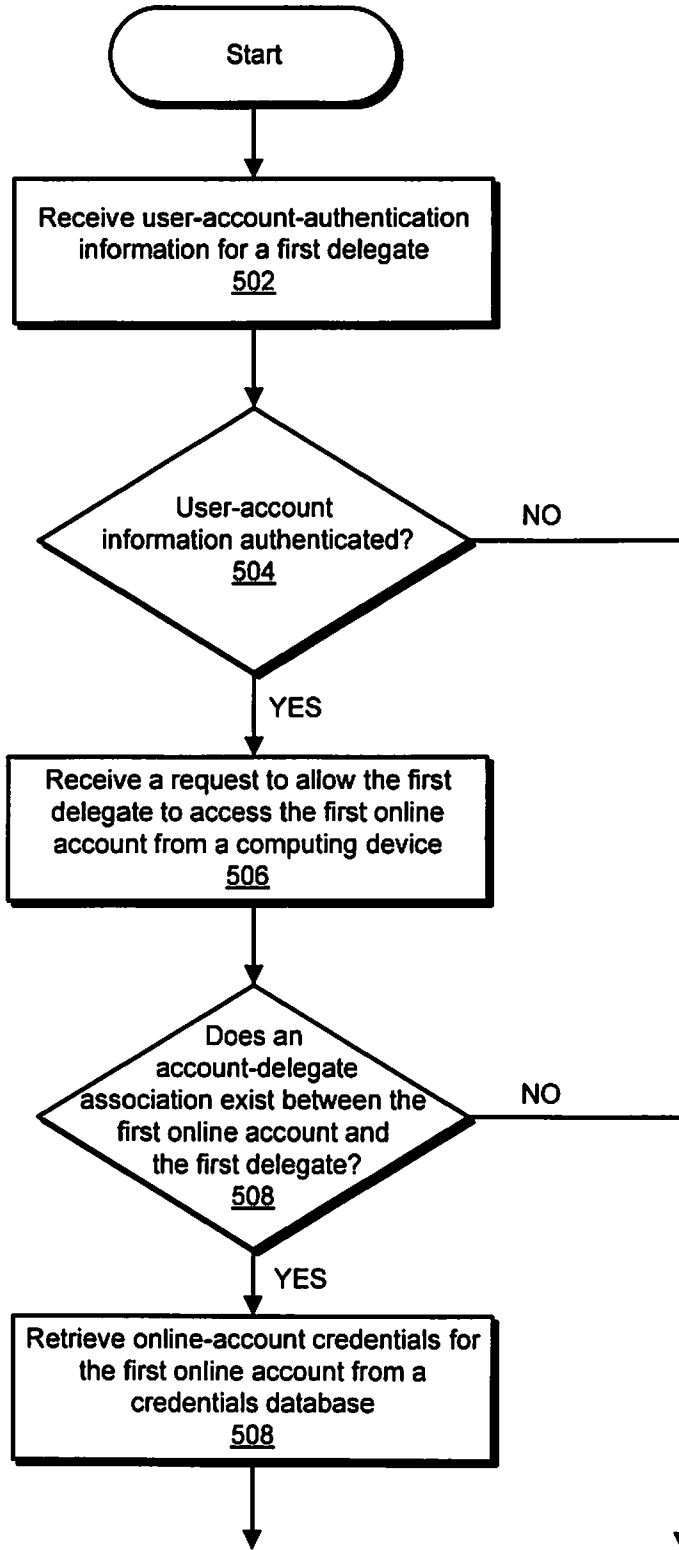 Start
Receive user-account-authentication
information for a first delegate
502
User-account
information authenticated?
504
NO
YES
Receive a request to allow the first
delegate to access the first online
account from a computing device
506
Does an
account-delegate
association exist between the
first online account and
the first delegate?
508
NO
YES
Retrieve online-account credentials for
the first online account from a
credentials database
508